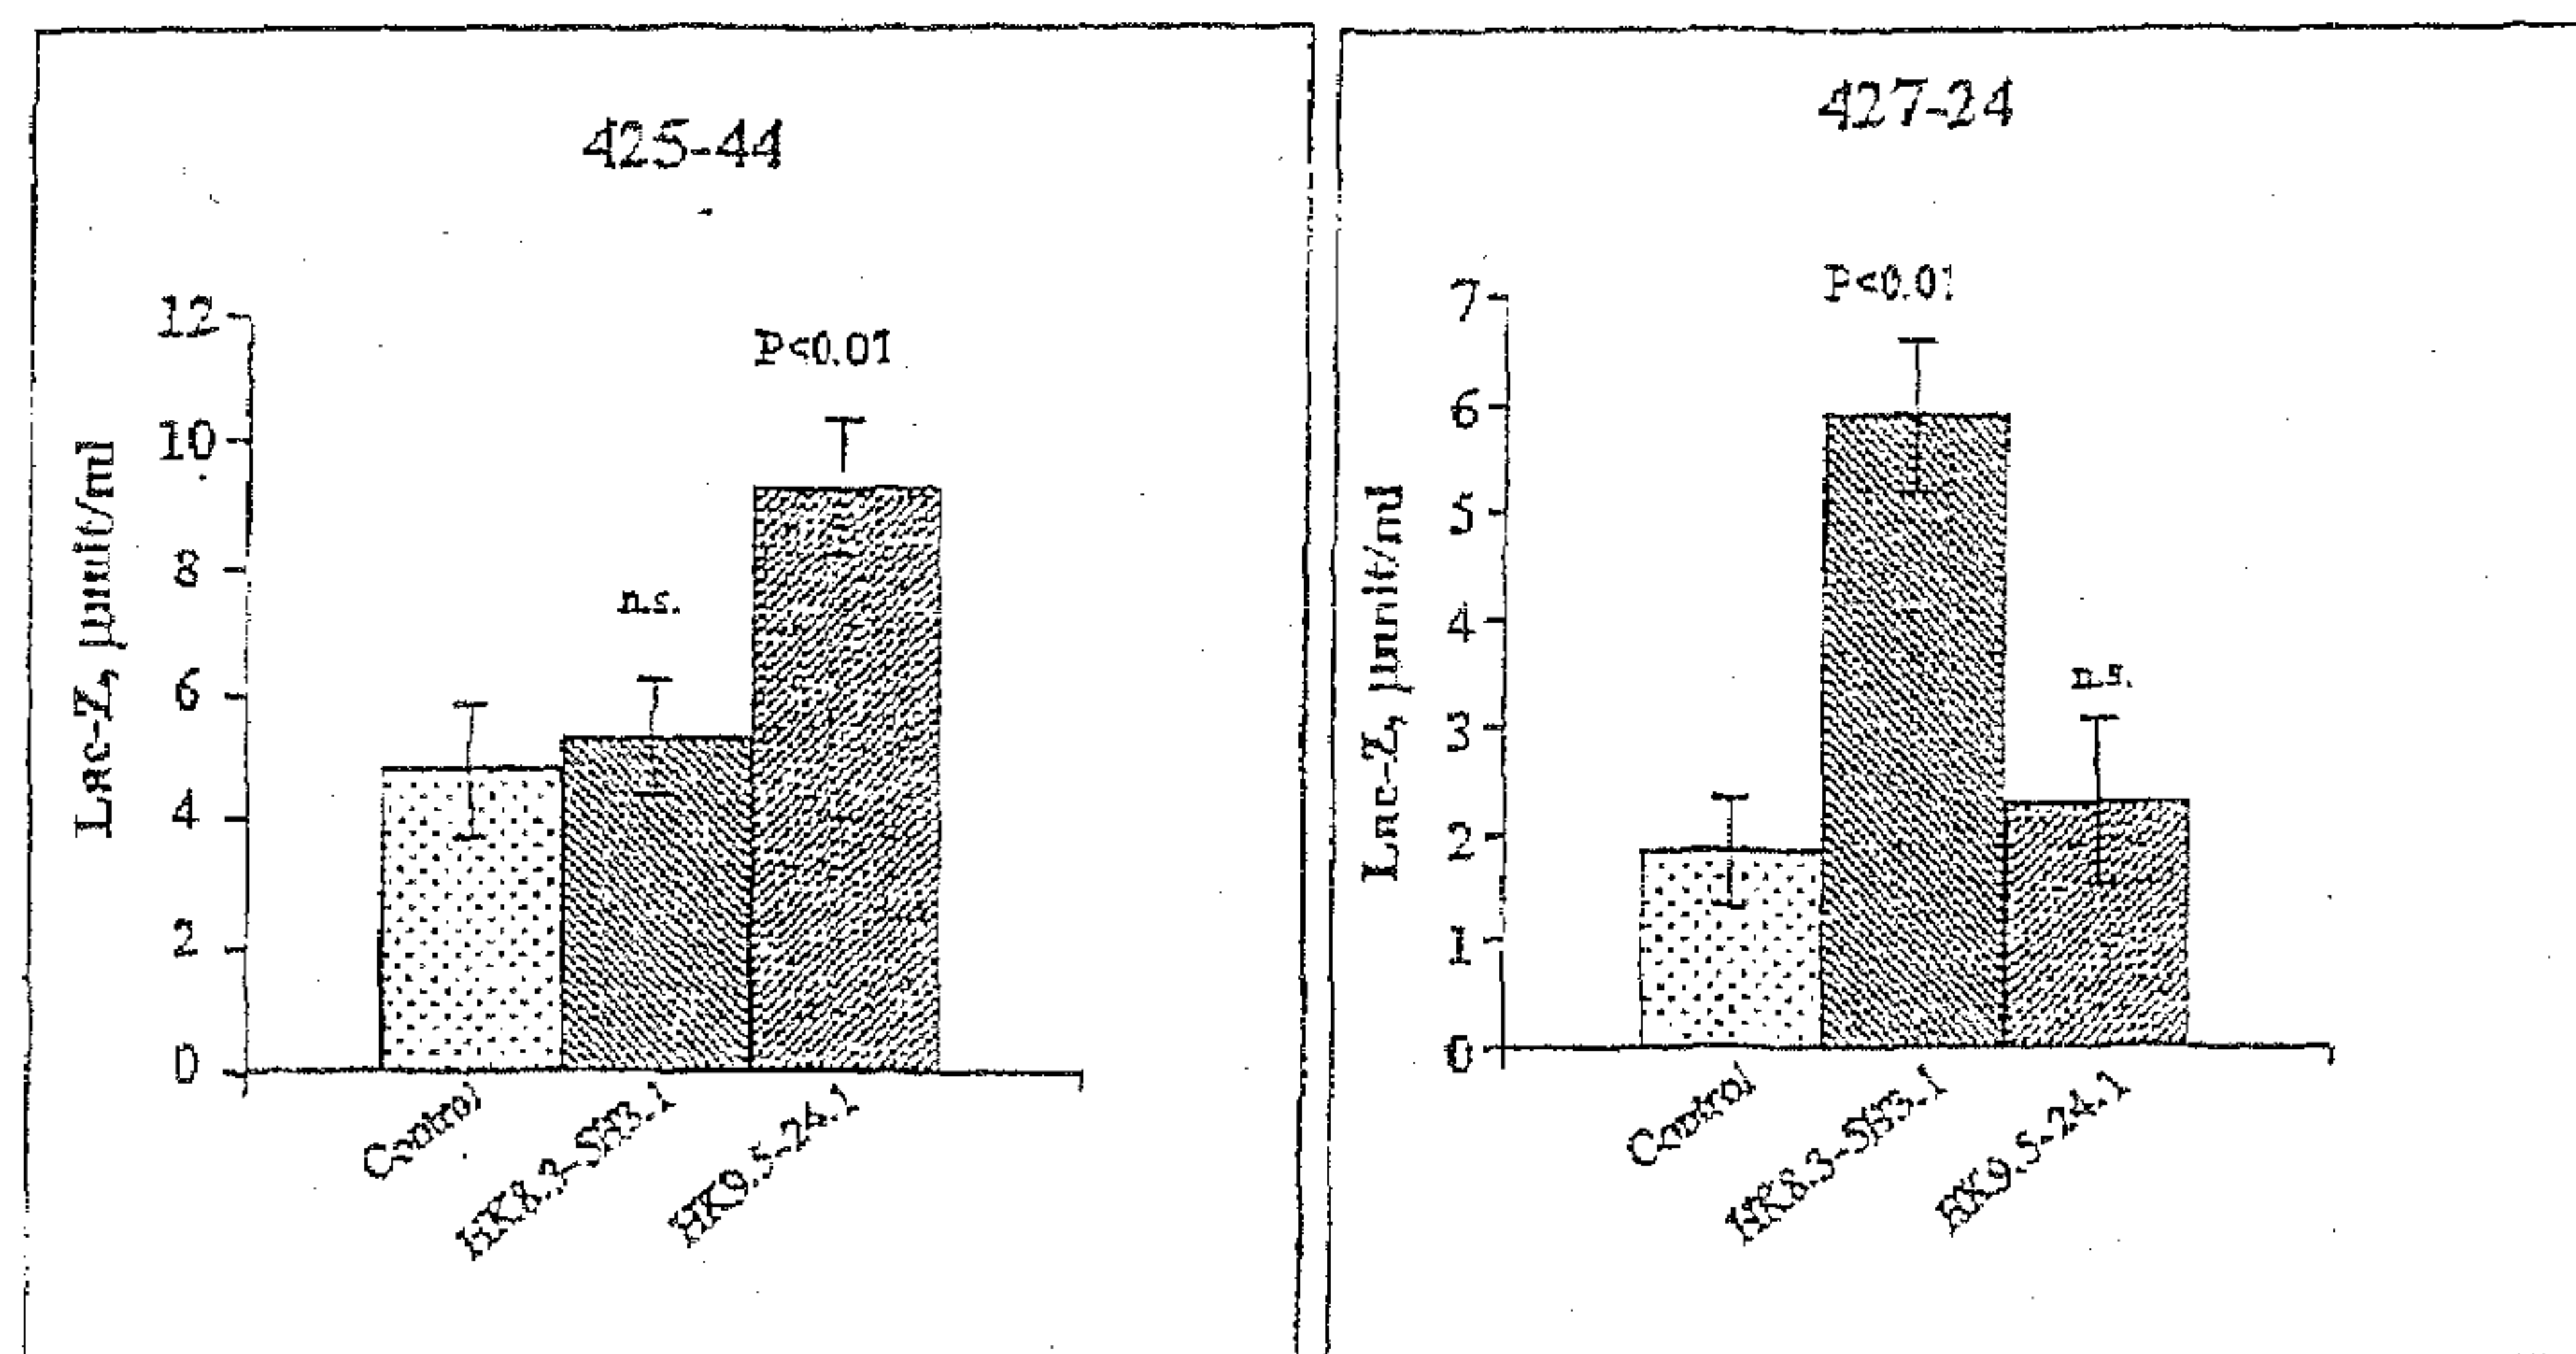 425-44
Lac-Z, μunit/ml
12
10
8
6
4
2
0
n.s.
P<0.01
Control
HK8.3-5H3.1
HK9.5-24.1
427-24
Lac-Z, μunit/ml
7
6
5
4
3
2
1
0
P<0.01
n.s.
Control
HK8.3-5H3.1
HK9.5-24.1